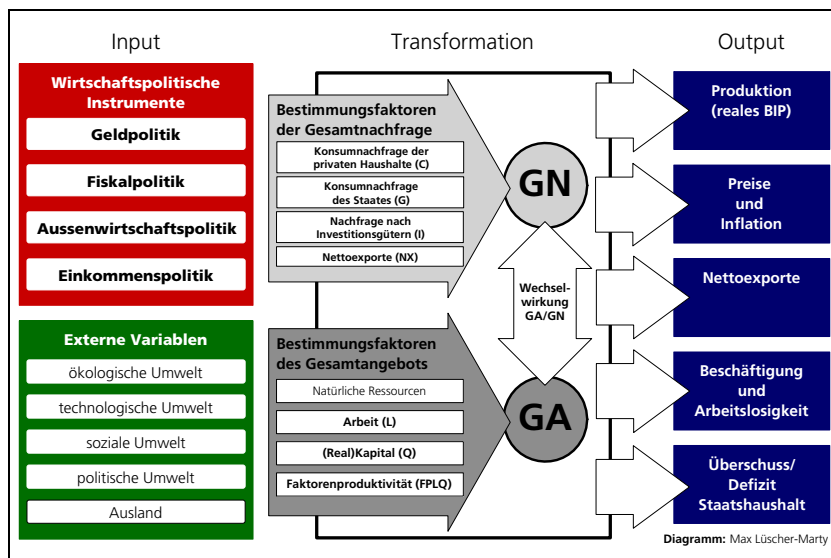 Input
Transformation
Output
Wirtschaftspolitische
Instrumente
Geldpolitik
Fiskalpolitik
Aussenwirtschaftspolitik
Einkommenspolitik
Externe Variablen
ökologische Umwelt
technologische Umwelt
soziale Umwelt
politische Umwelt
Ausland
Bestimmungsfaktoren
der Gesamtnachfrage
Konsumnachfrage der
privaten Haushalte (C)
Konsumnachfrage
des Staates (G)
Nachfrage nach
Investitionsgütern (I)
Nettoexporte (NX)
GN
Wechsel-
wirkung
GA/GN
Bestimmungsfaktoren
des Gesamtangebots
Natürliche Ressourcen
Arbeit (L)
(Real)Kapital (Q)
Faktorenproduktivität (FPLQ)
GA
Produktion
(reales BIP)
Preise
und
Inflation
Nettoexporte
Beschäftigung
und
Arbeitslosigkeit
Überschuss/
Defizit
Staatshaushalt
Diagramm: Max Lüscher-Marty